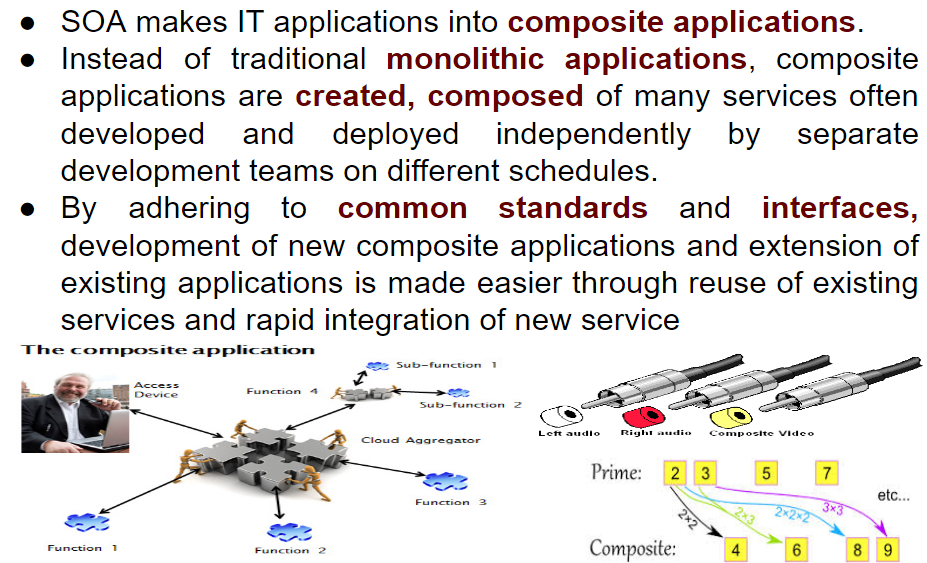 ● SOA makes IT applications into composite applications.
● Instead of traditional monolithic applications, composite
applications are created, composed of many services often
developed and deployed independently by separate
development teams on different schedules.
● By adhering to common standards and interfaces,
development of new composite applications and extension of
existing applications is made easier through reuse of existing
services and rapid integration of new service
The composite application
Access
Device
Function 4
Sub-function 1
Sub-function 2
Cloud Aggregator
Function 3
Function 1
Function 2
Left audio Right audio Composite Video
Prime: 2 3 5 7
etc...
2×2 2×3 2×2×2 3×3
Composite: 4 6 8 9